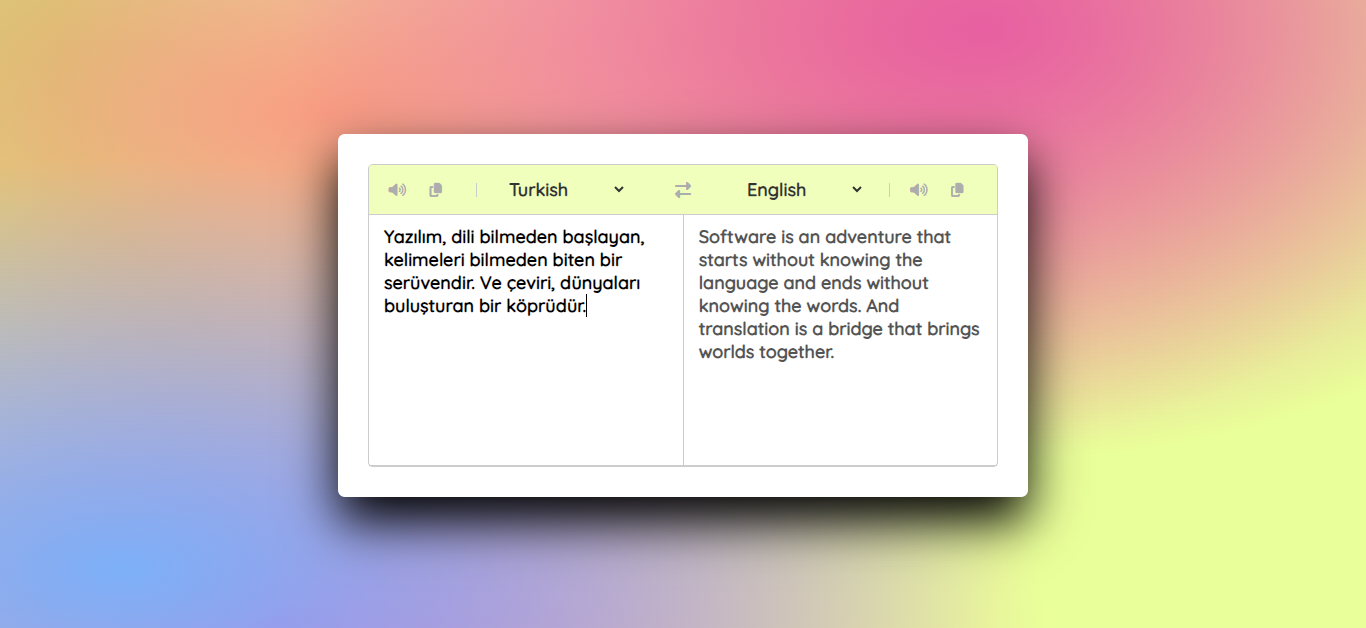 Turkish
English
Yazılım, dili bilmeden başlayan,
kelimeleri bilmeden biten bir
serüvendir. Ve çeviri, dünyaları
buluşturan bir köprüdür.
Software is an adventure that
starts without knowing the
language and ends without
knowing the words. And
translation is a bridge that brings
worlds together.